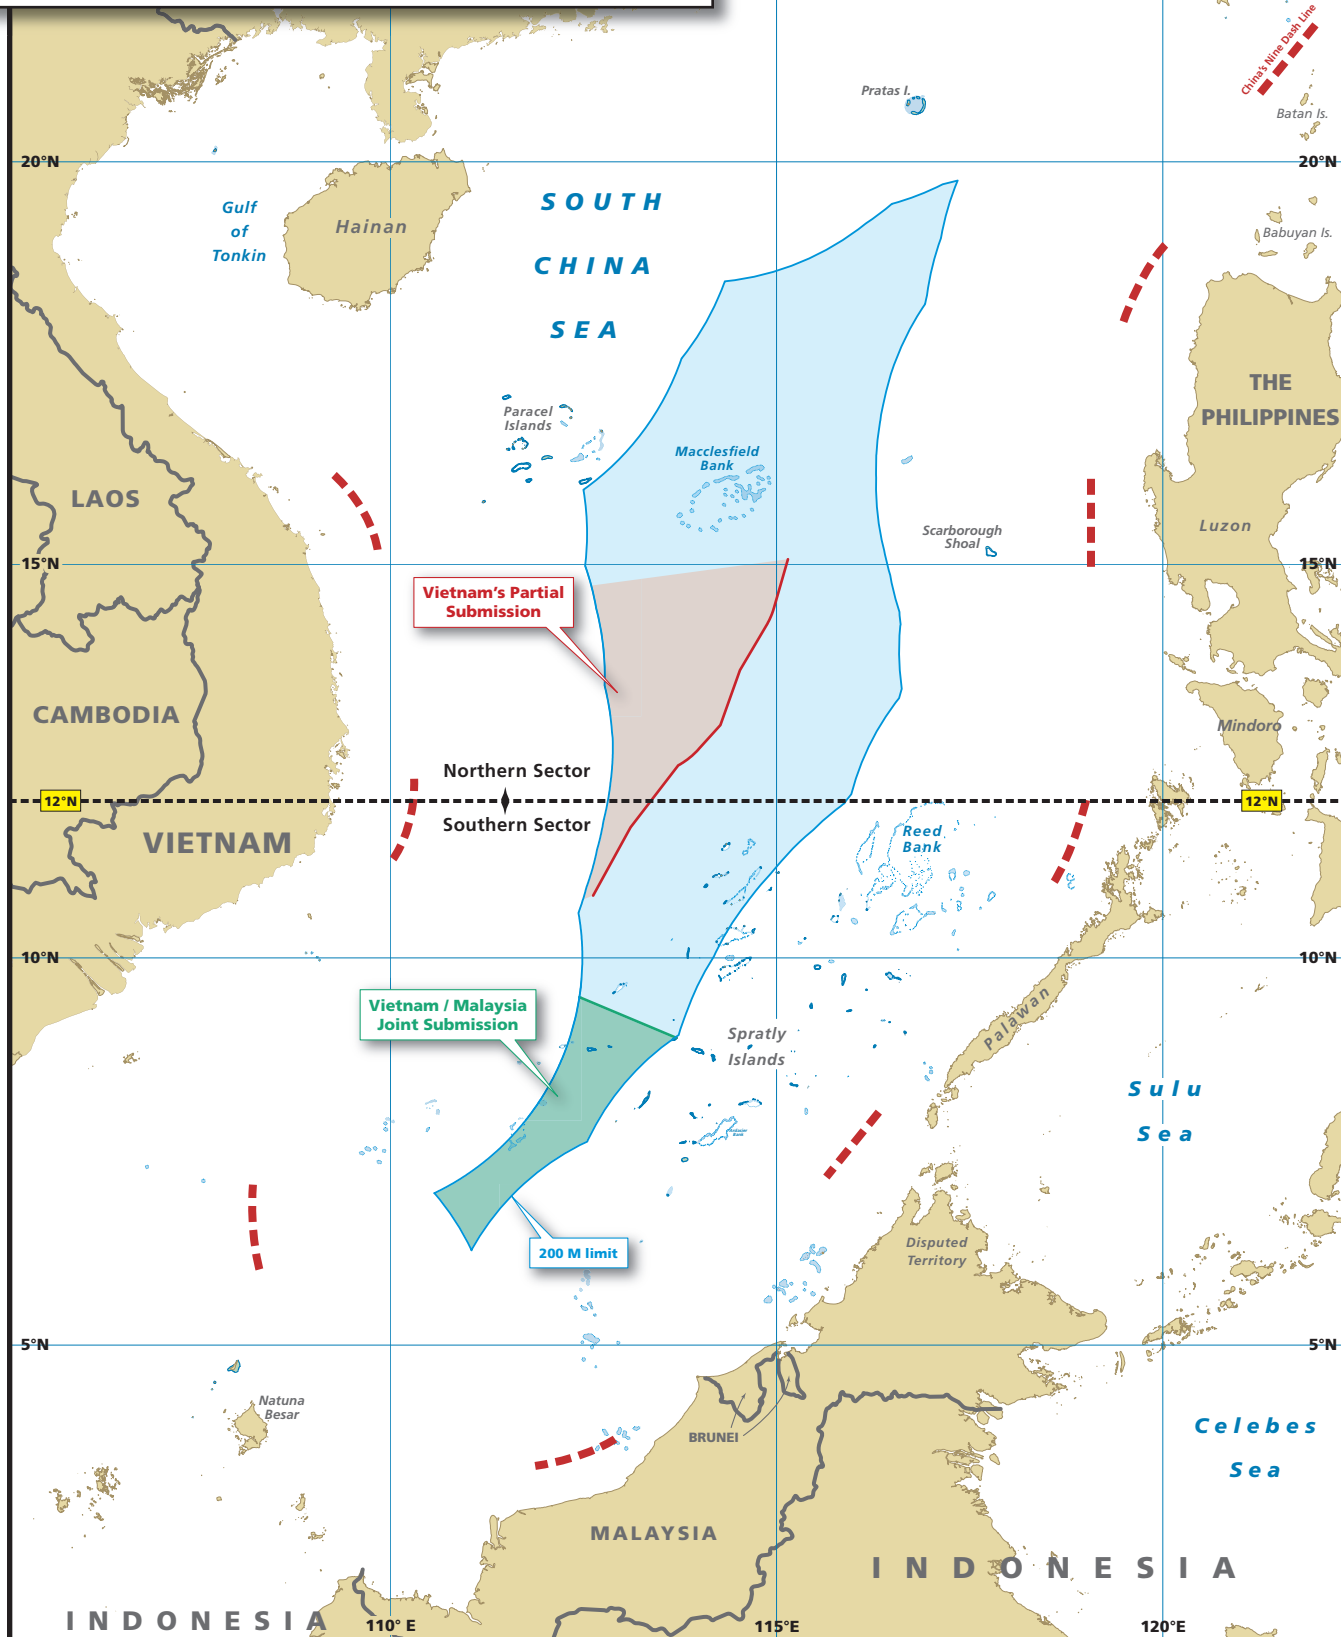 China's Nine Dash Line
Pratas I.
Batan Is.
20°N
20°N
Gulf
of
Tonkin
Hainan
SOUTH
CHINA
SEA
Babuyan Is.
THE
PHILIPPINES
Paracel
Islands
Macclesfield
Bank
LAOS
Scarborough
Shoal
Luzon
15°N
15°N
Vietnam's Partial
Submission
CAMBODIA
Mindoro
Northern Sector
12°N
12°N
Southern Sector
VIETNAM
Reed
Bank
10°N
10°N
Vietnam / Malaysia
Joint Submission
Palawan
Spratly
Islands
Sulu
Sea
Disputed
Territory
200 M limit
5°N
5°N
Natuna
Besar
BRUNEI
Celebes
Sea
MALAYSIA
INDONESIA
INDONESIA
110° E
115°E
120°E